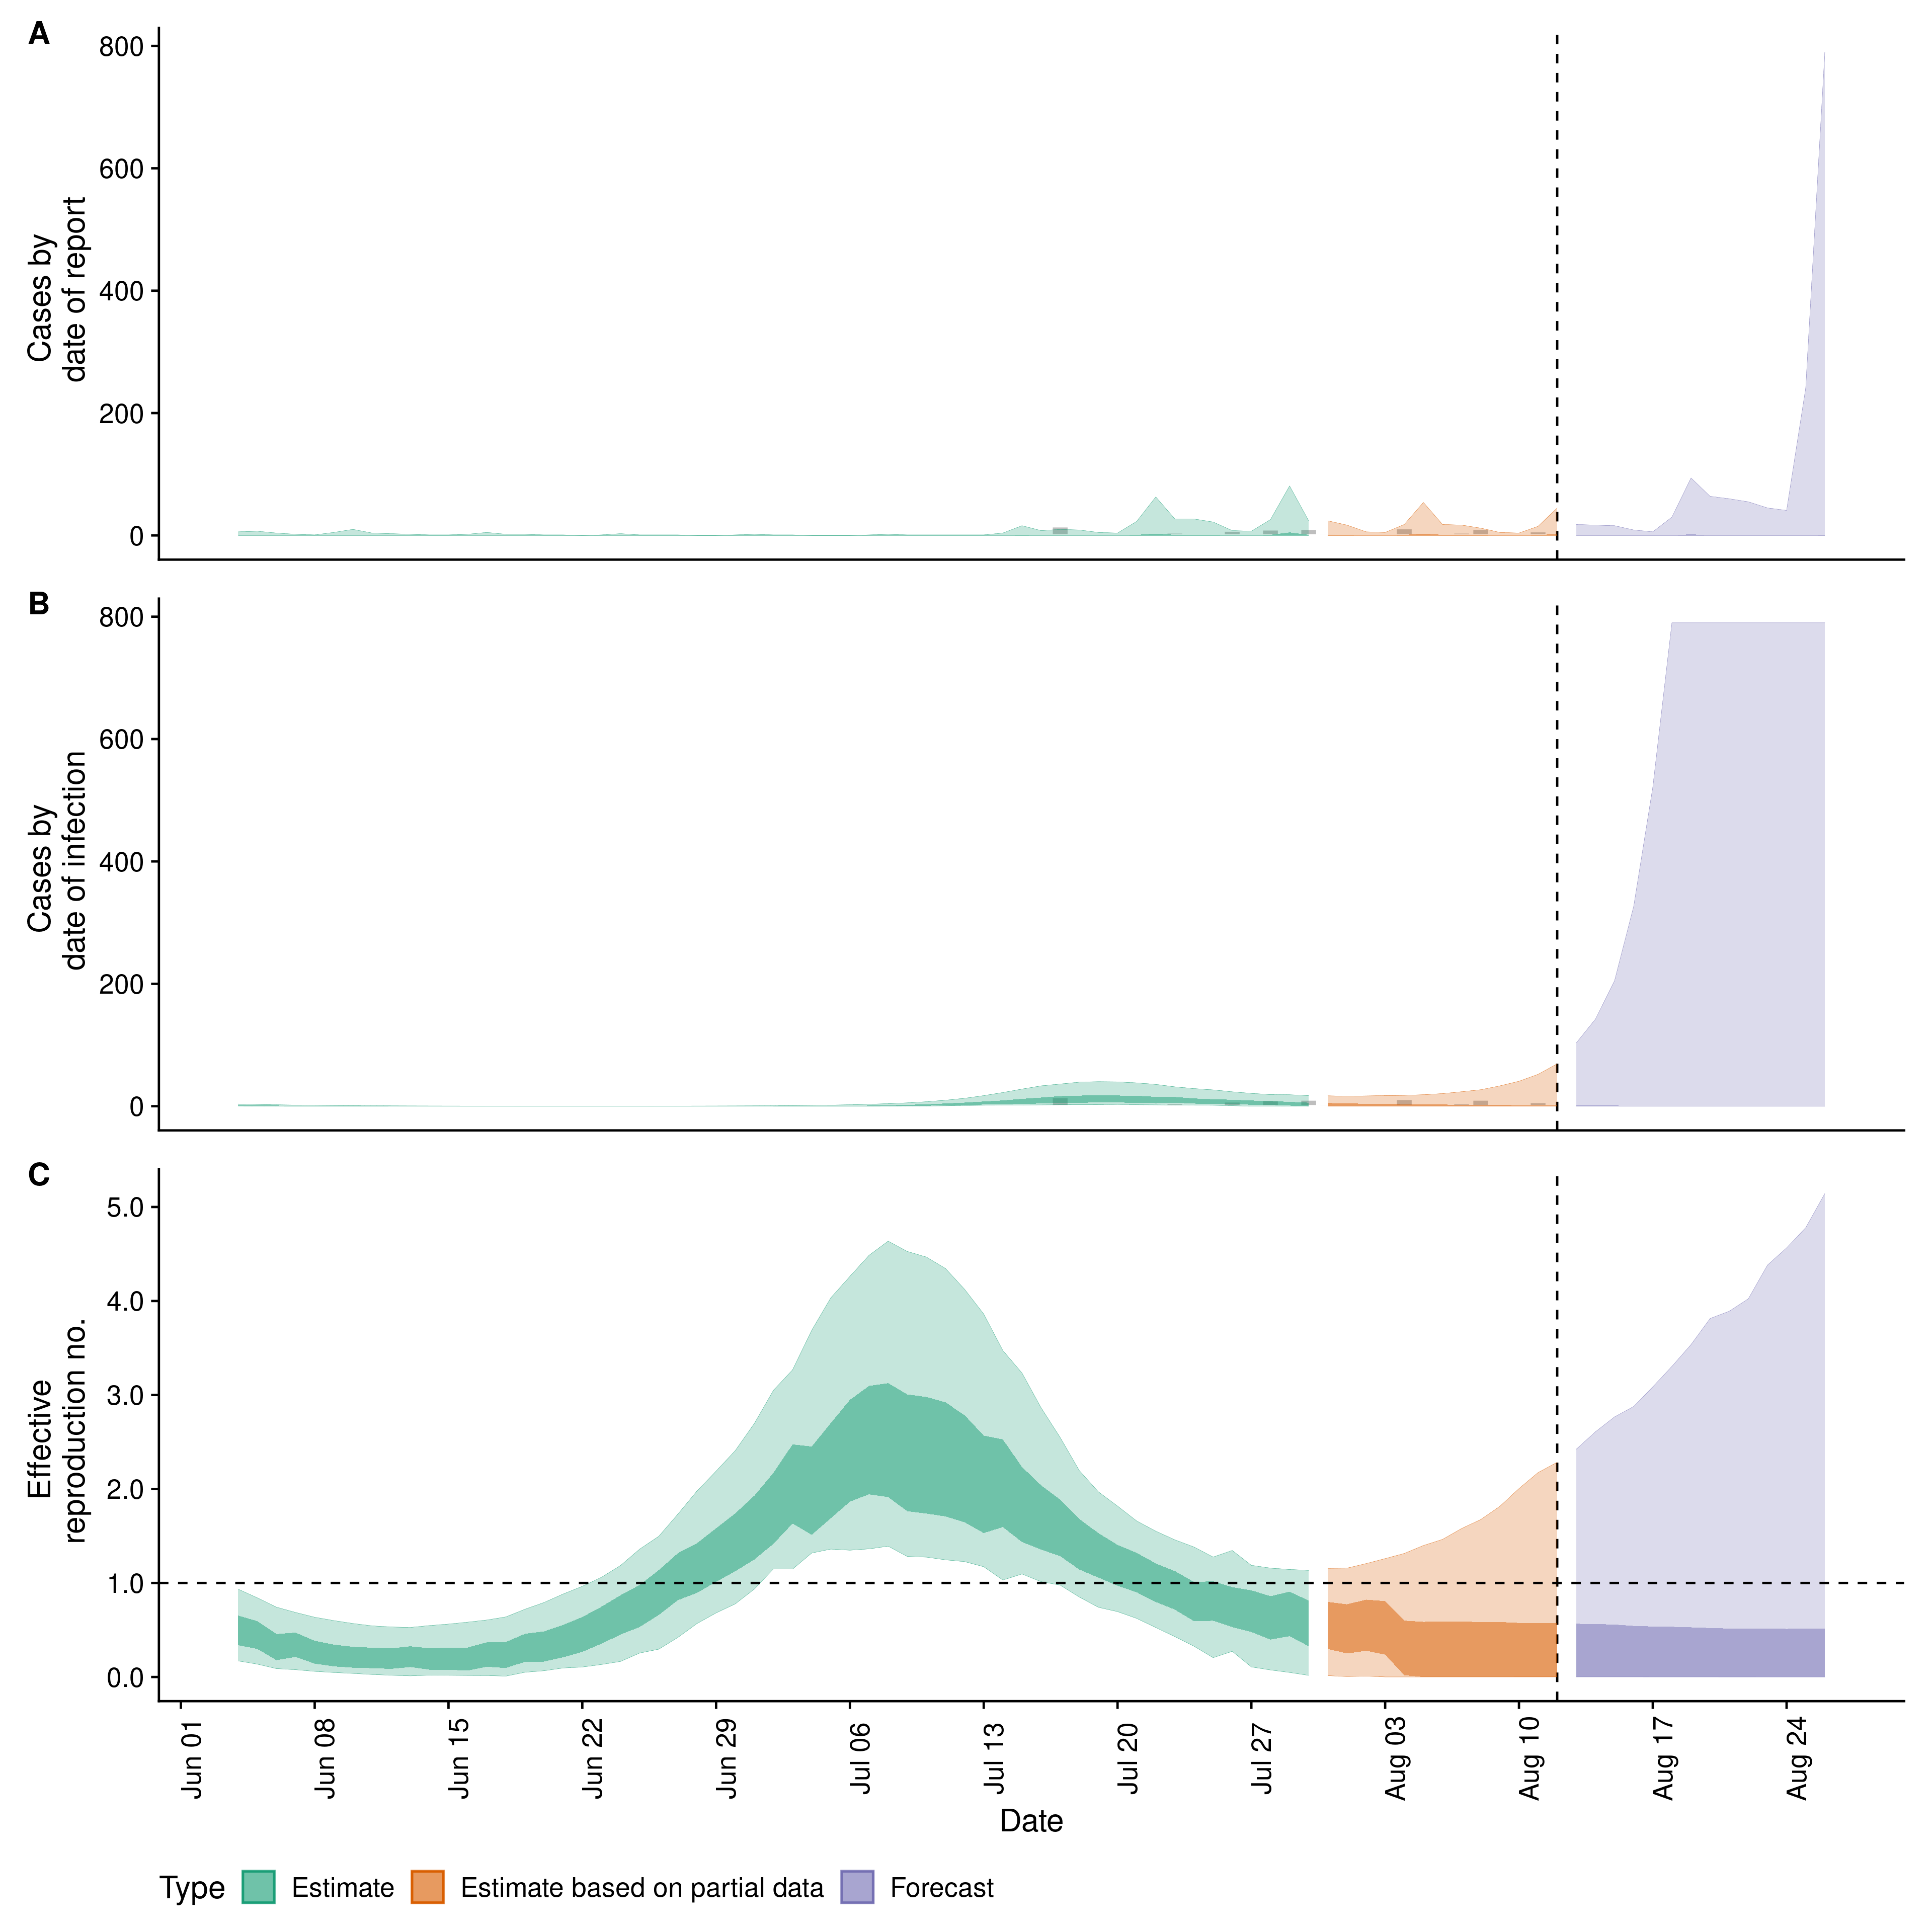 A
800
600
400
200
0
Cases by
date of report
B
800
600
400
200
0
Cases by
date of infection
C
5.0
4.0
3.0
2.0
1.0
0.0
Effective
reproduction no.
Jun 01
Jun 08
Jun 15
Jun 22
Jun 29
Jul 06
Jul 13
Jul 20
Jul 27
Aug 03
Aug 10
Aug 17
Aug 24
Date
Type Estimate Estimate based on partial data Forecast